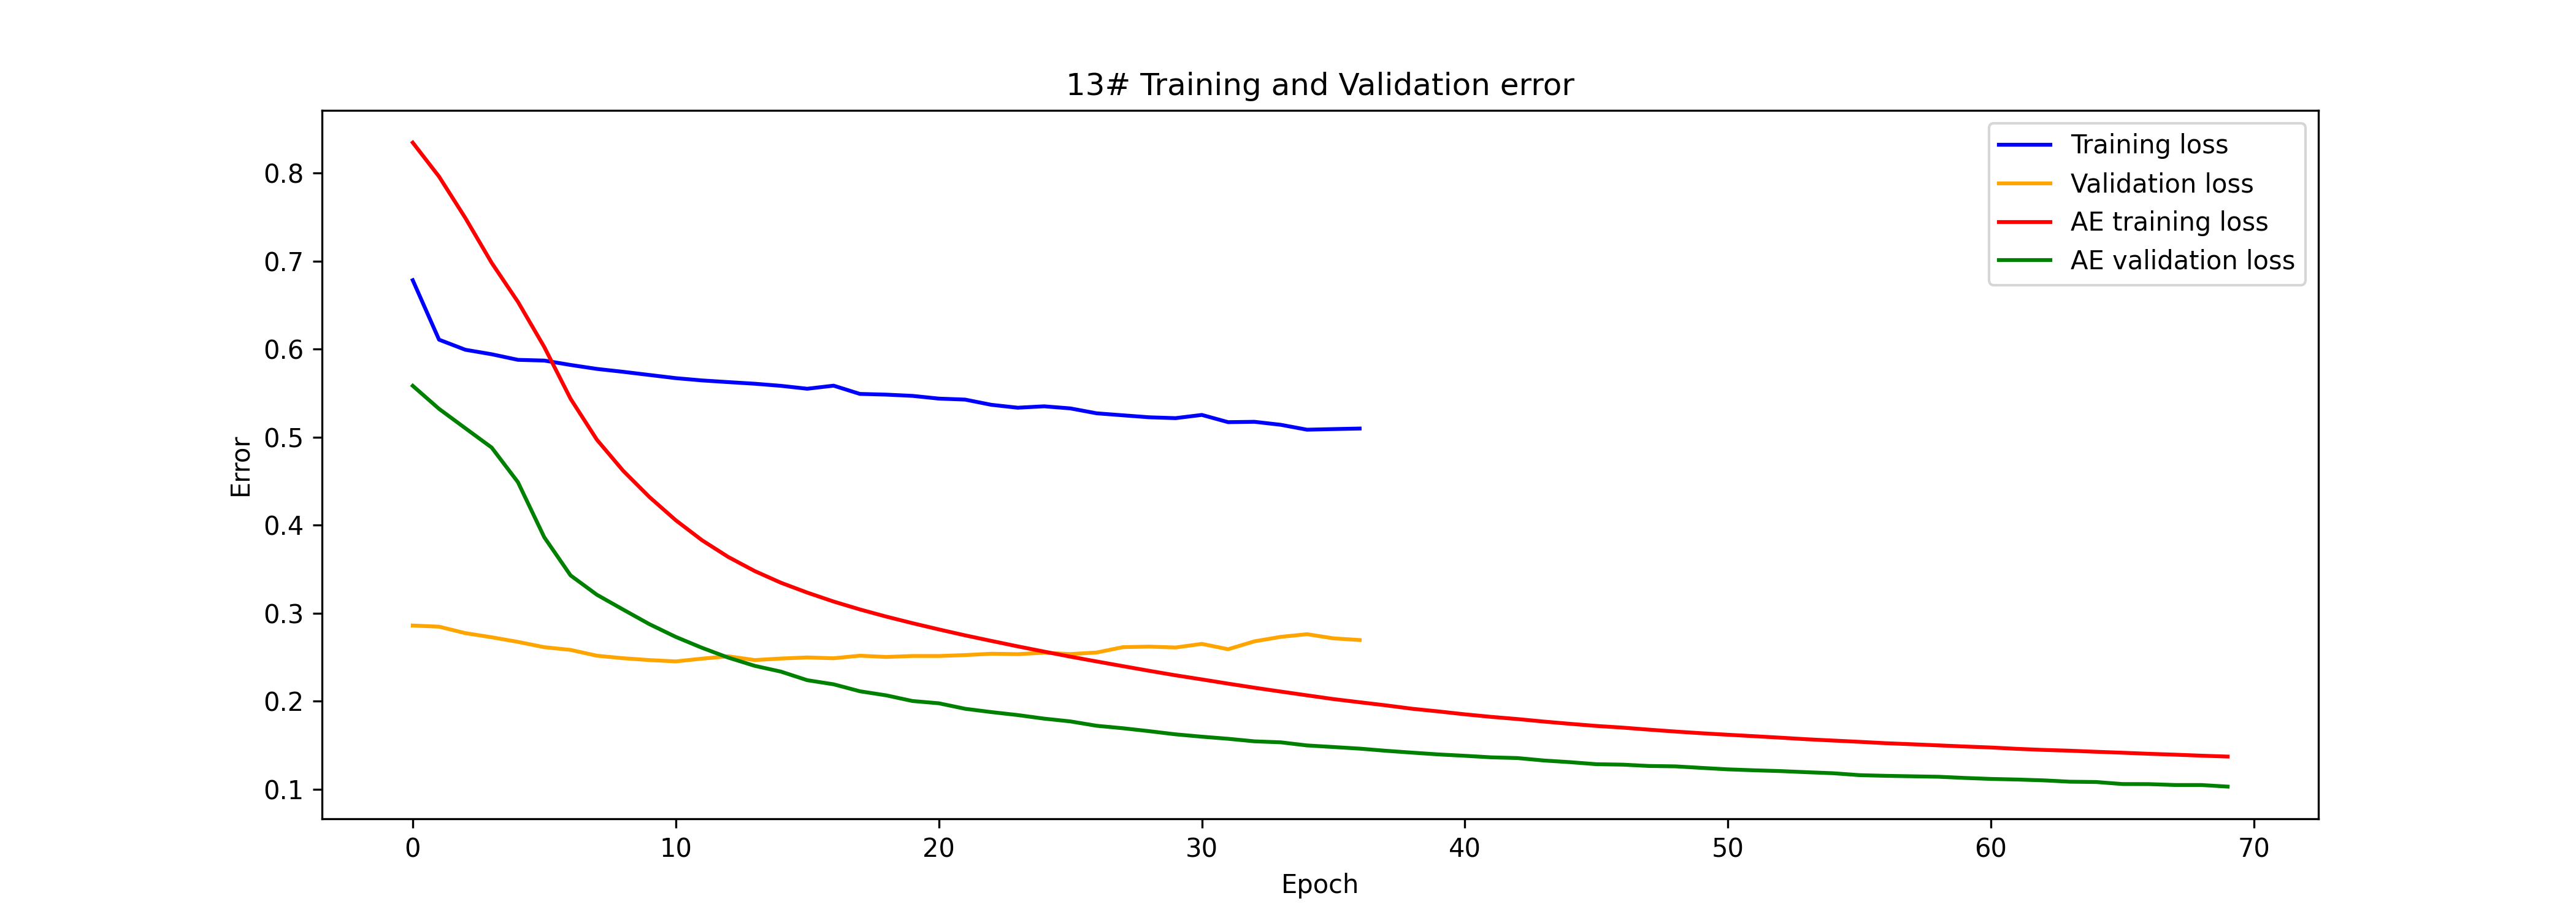 13# Training and Validation error
Training loss
Validation loss
AE training loss
AE validation loss
0.8
0.7
0.6
0.5
0.4
0.3
0.2
0.1
Error
0 10 20 30 40 50 60 70
Epoch